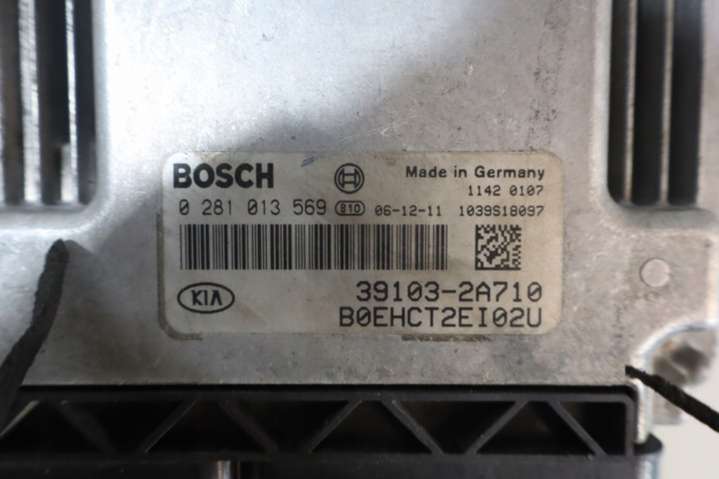 BOSCH Made in Germany
1142 0107
0 281 013 569 810 06-12-11 1039S18097
KIA 39103-2A710
B0EHCT2EI02U